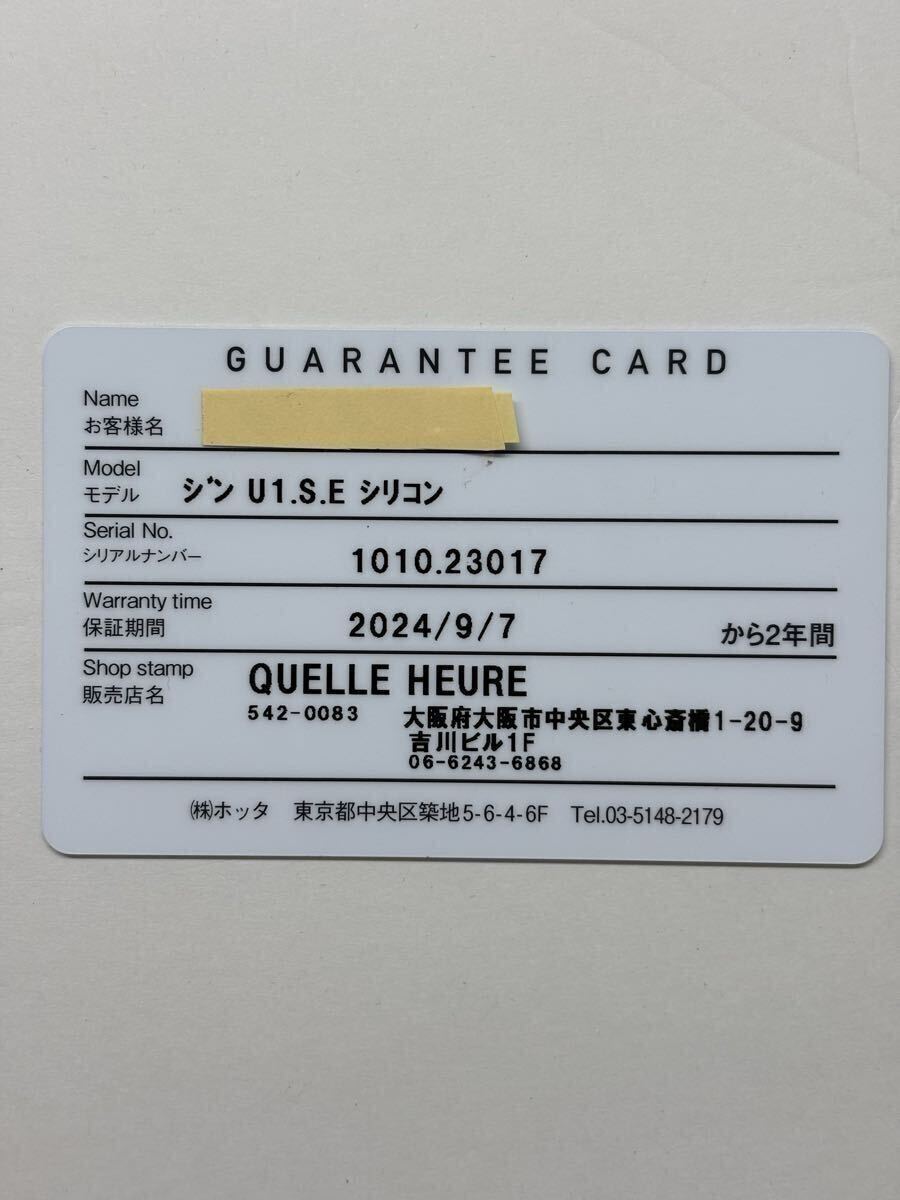 GUARANTEE CARD
Name
お客様名
Model
モデル ジン U1.S.E シリコン
Serial No.
シリアルナンバー 1010.23017
Warranty time
保証期間 2024/9/7 から2年間
Shop stamp QUELLE HEURE
販売店名 542-0083 大阪府大阪市中央区東心斎橋1-20-9
吉川ビル1F
06-6243-6868
㈱ホッタ 東京都中央区築地5-6-4-6F Tel.03-5148-2179